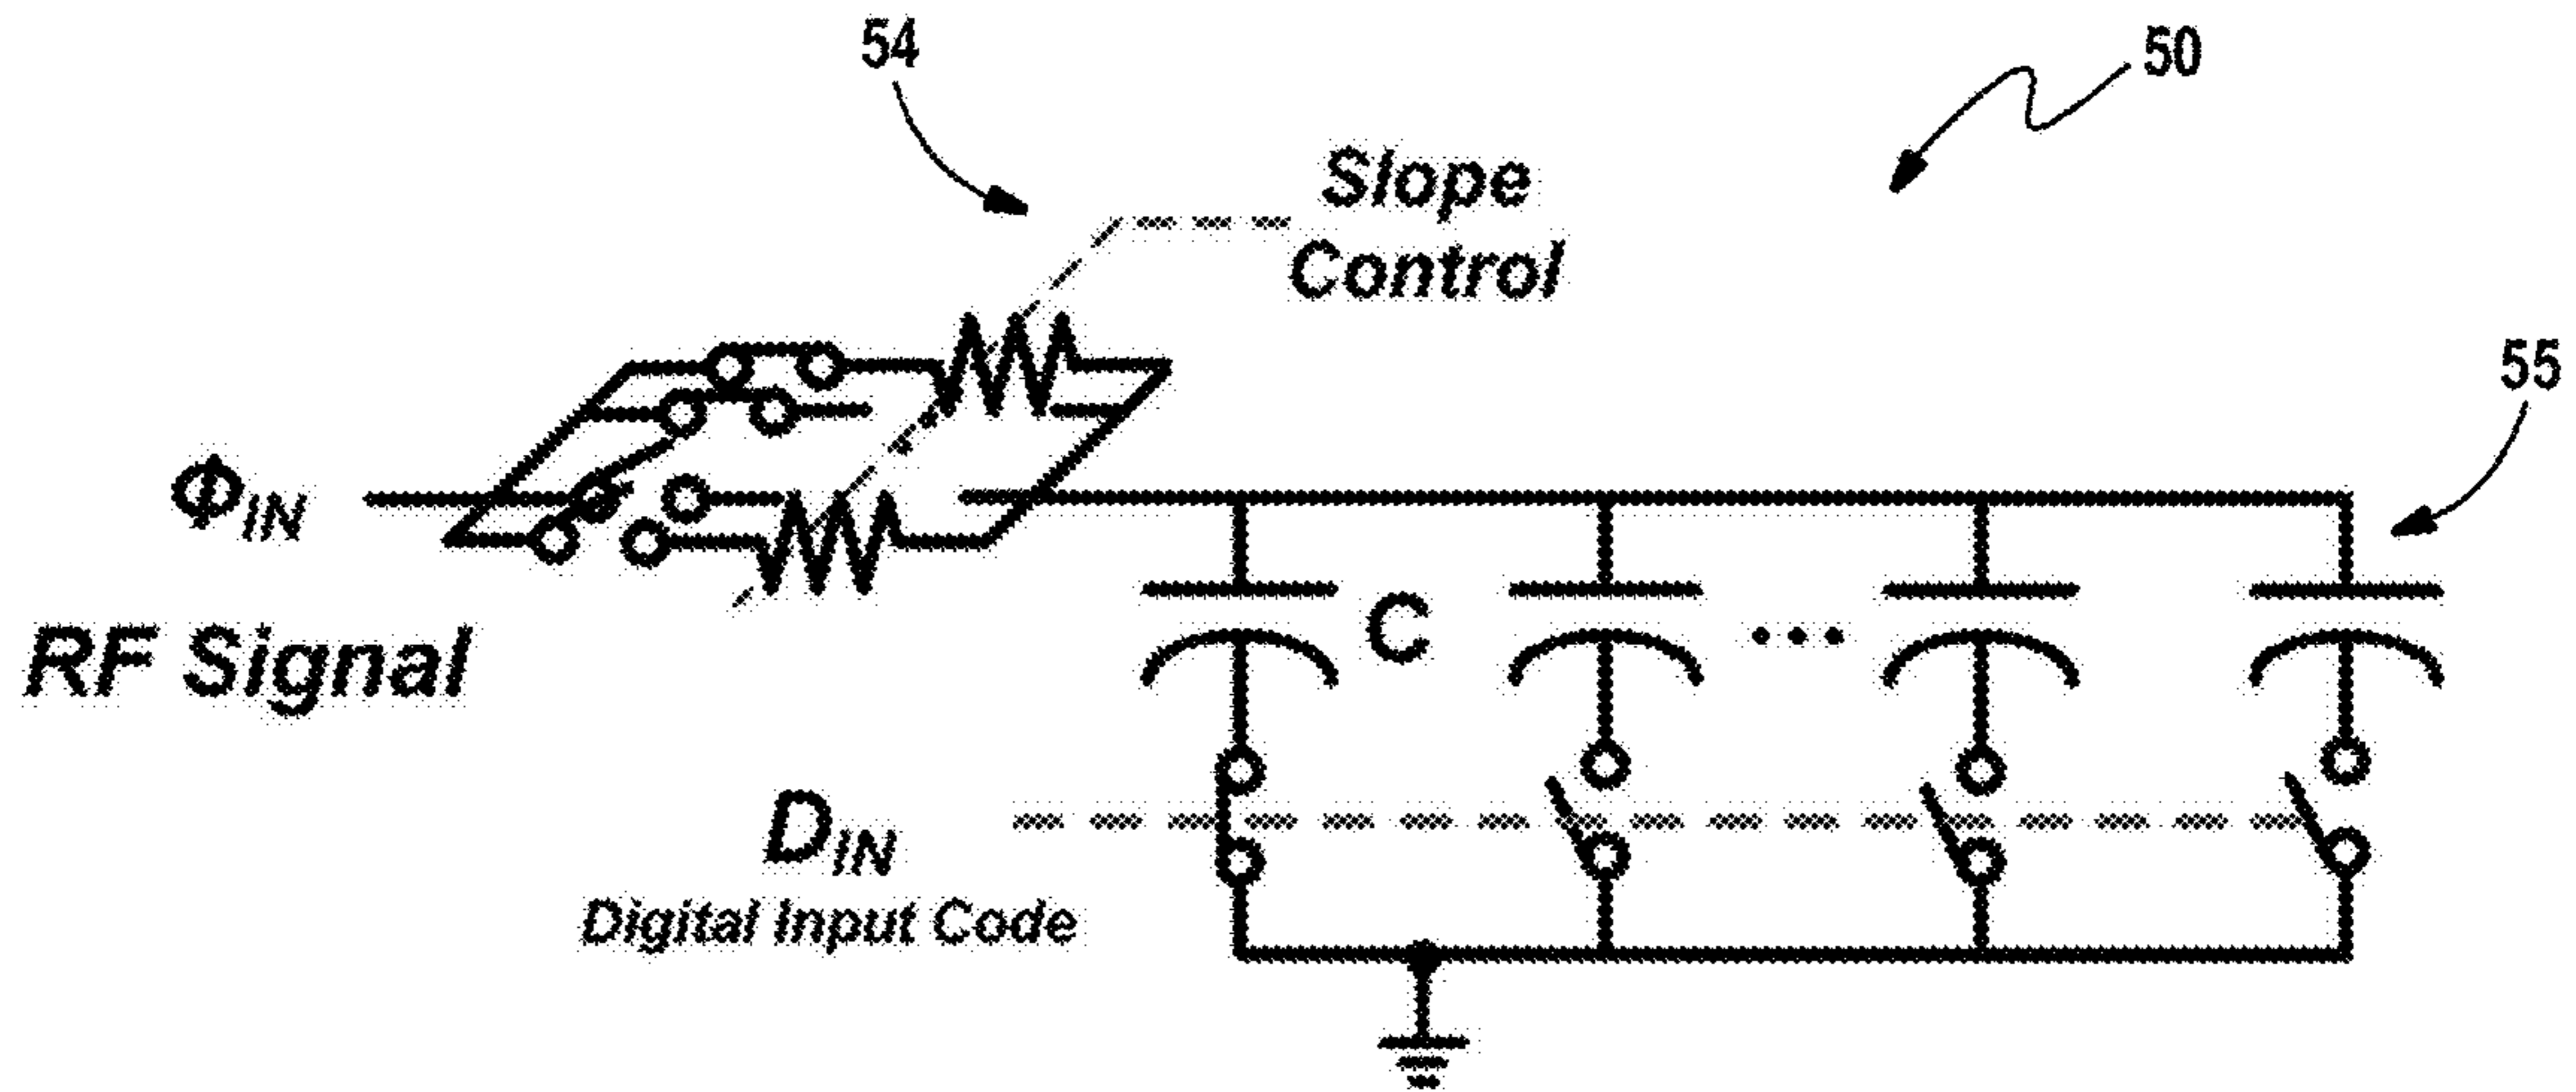 54
50
Slope
Control
55
ΦIN
RF Signal
C
...
DIN
Digital Input Code